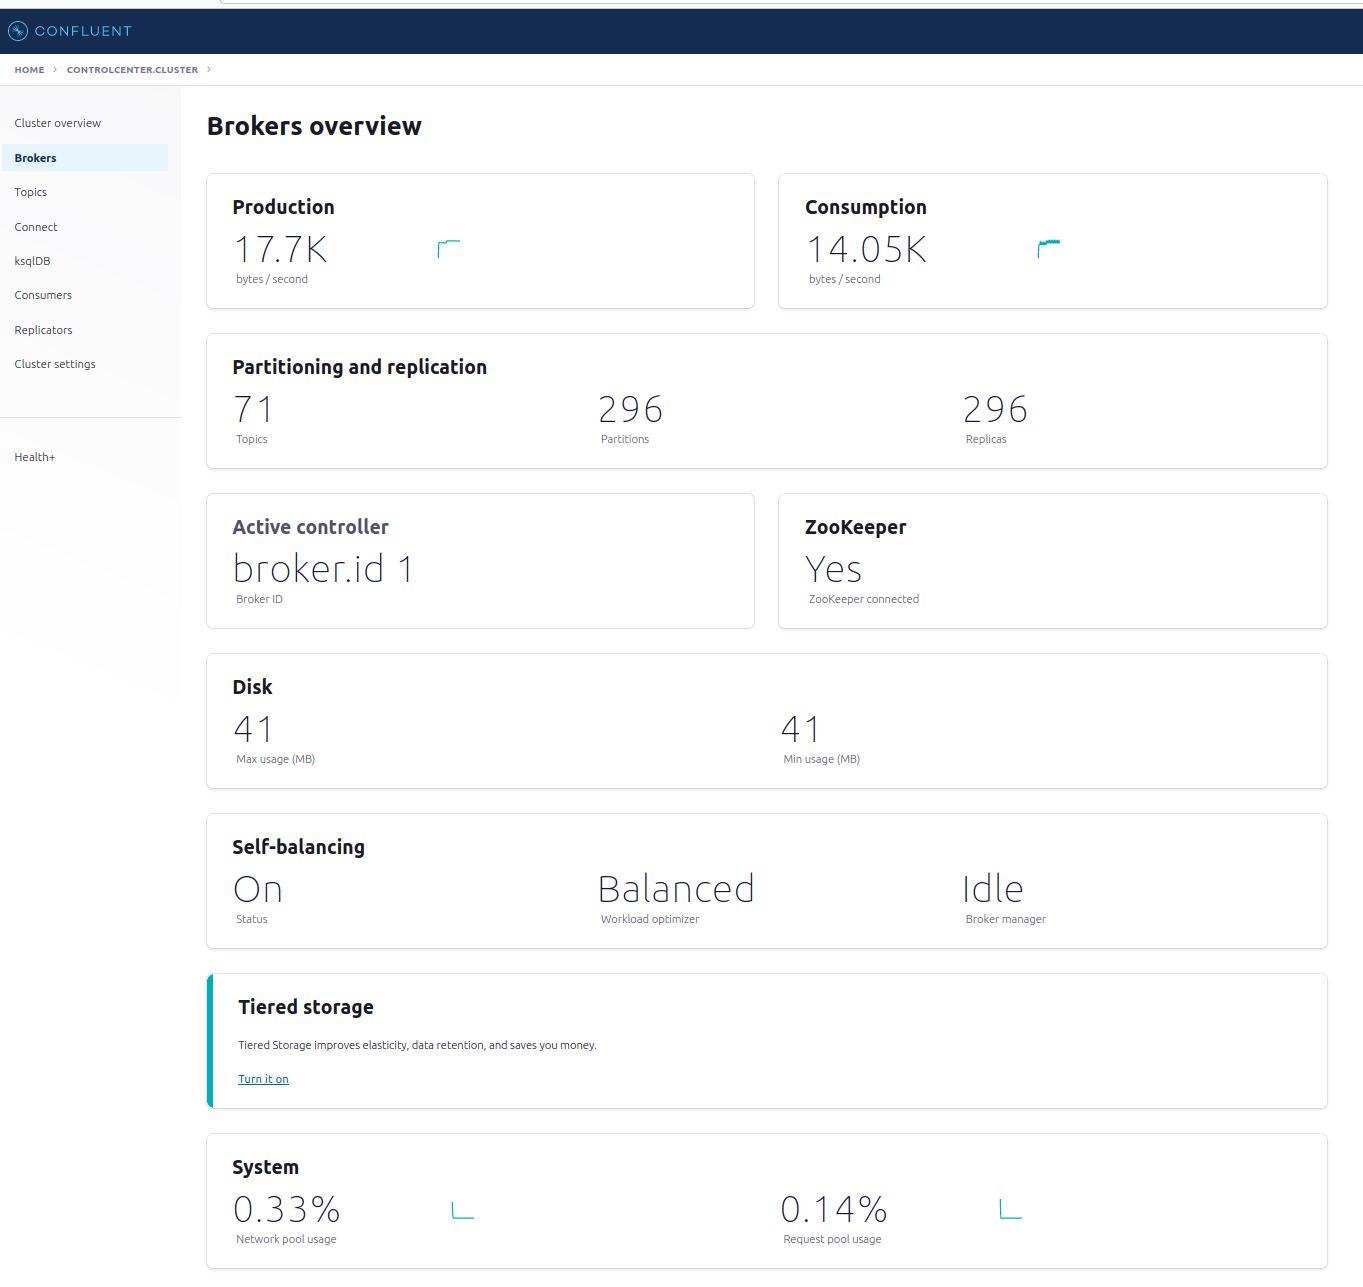 CONFLUENT
HOME > CONTROLCENTER.CLUSTER >
Cluster overview
Brokers
Topics
Connect
ksqlDB
Consumers
Replicators
Cluster settings
Health+
Brokers overview
Production
17.7K
bytes / second
Consumption
14.05K
bytes / second
Partitioning and replication
71
Topics
296
Partitions
296
Replicas
Active controller
broker.id 1
Broker ID
ZooKeeper
Yes
ZooKeeper connected
Disk
41
Max usage (MB)
41
Min usage (MB)
Self-balancing
On
Status
Balanced
Workload optimizer
Idle
Broker manager
Tiered storage
Tiered Storage improves elasticity, data retention, and saves you money.
Turn it on
System
0.33%
Network pool usage
0.14%
Request pool usage